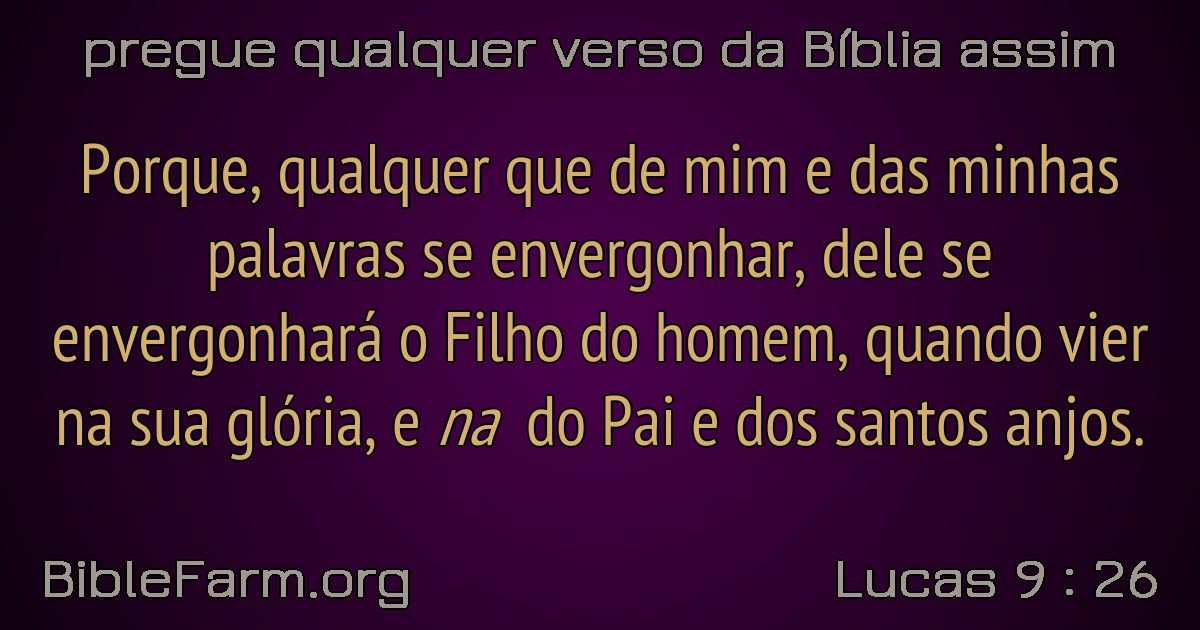 pregue qualquer verso da Bíblia assim
Porque, qualquer que de mim e das minhas
palavras se envergonhar, dele se
envergonhará o Filho do homem, quando vier
na sua glória, e na do Pai e dos santos anjos.
BibleFarm.org
Lucas 9 : 26